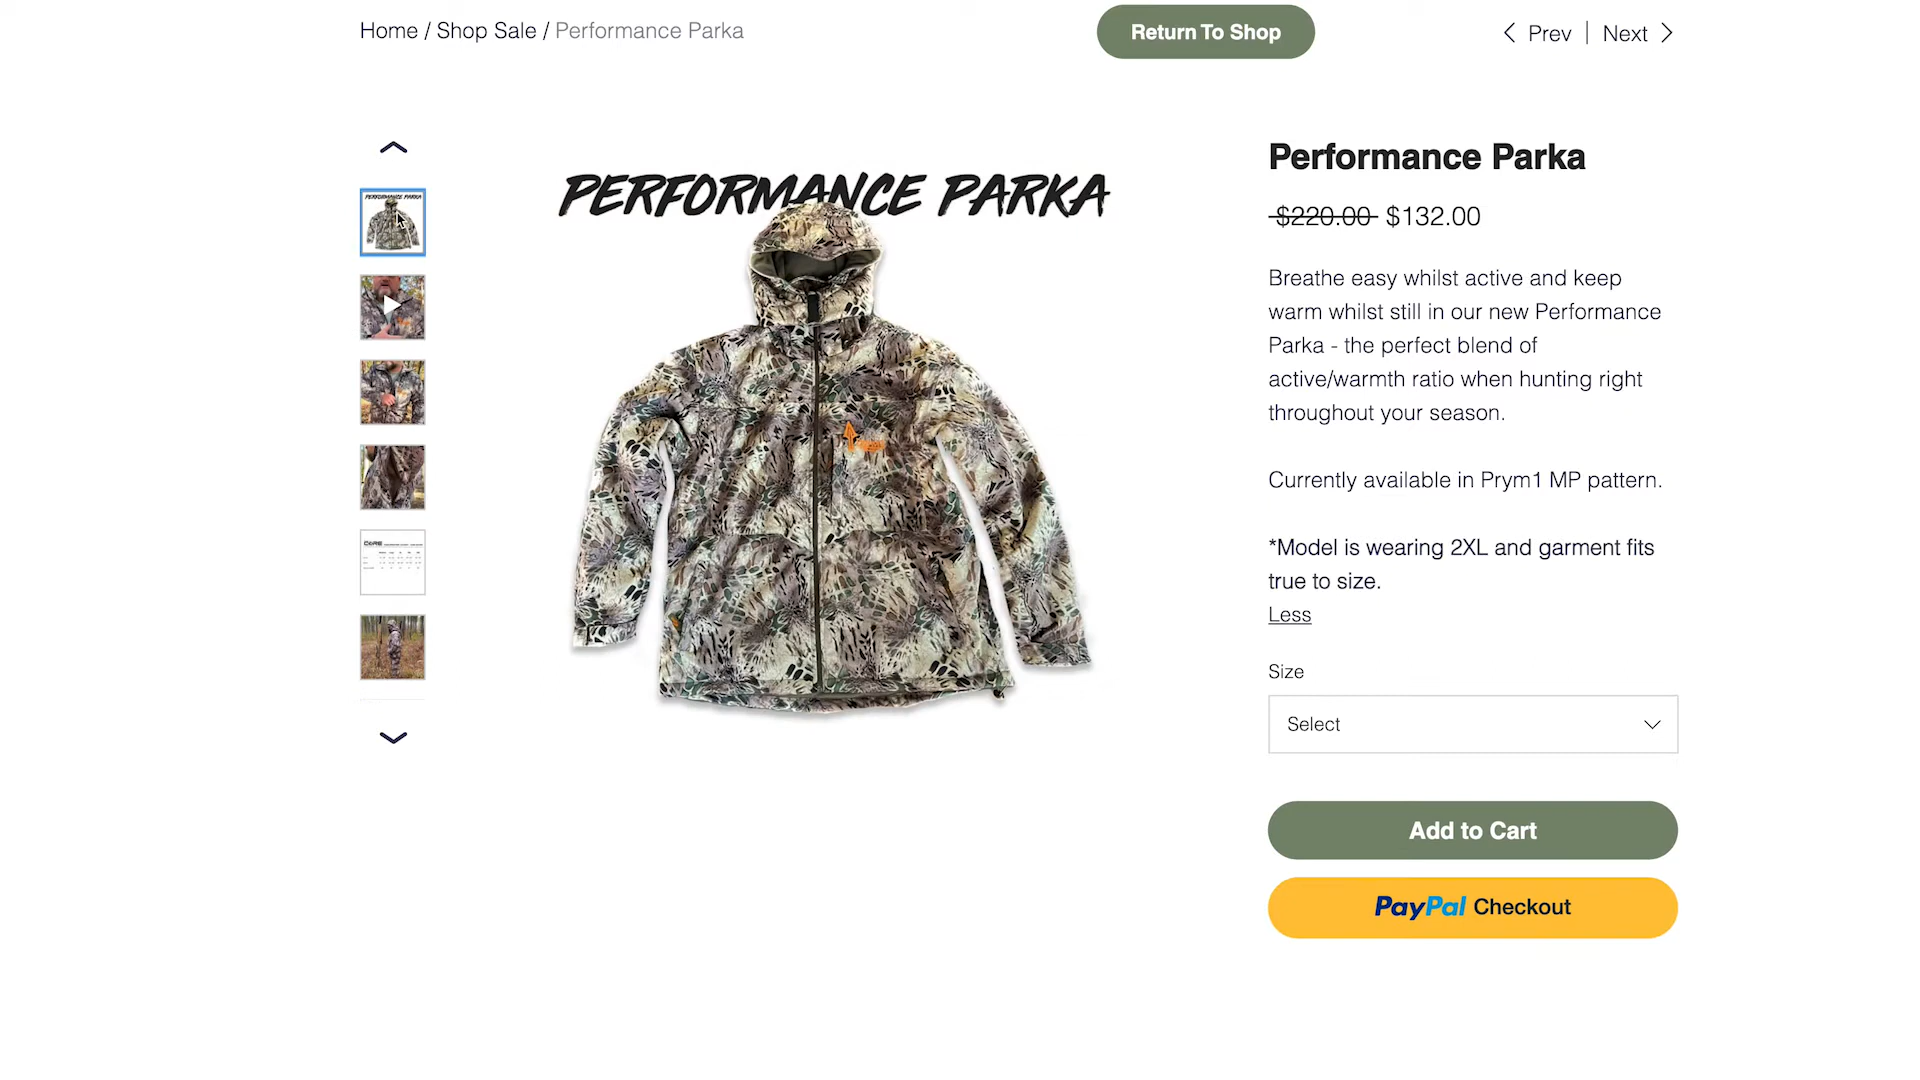 Home / Shop Sale / Performance Parka
Return To Shop
Prev | Next
PERFORMANCE PARKA
PERFORMANCE PARKA
CORE
Performance Parka
$220.00 $132.00
Breathe easy whilst active and keep
warm whilst still in our new Performance
Parka - the perfect blend of
active/warmth ratio when hunting right
throughout your season.
Currently available in Prym1 MP pattern.
*Model is wearing 2XL and garment fits
true to size.
Less
Size
Select
Add to Cart
PayPal Checkout